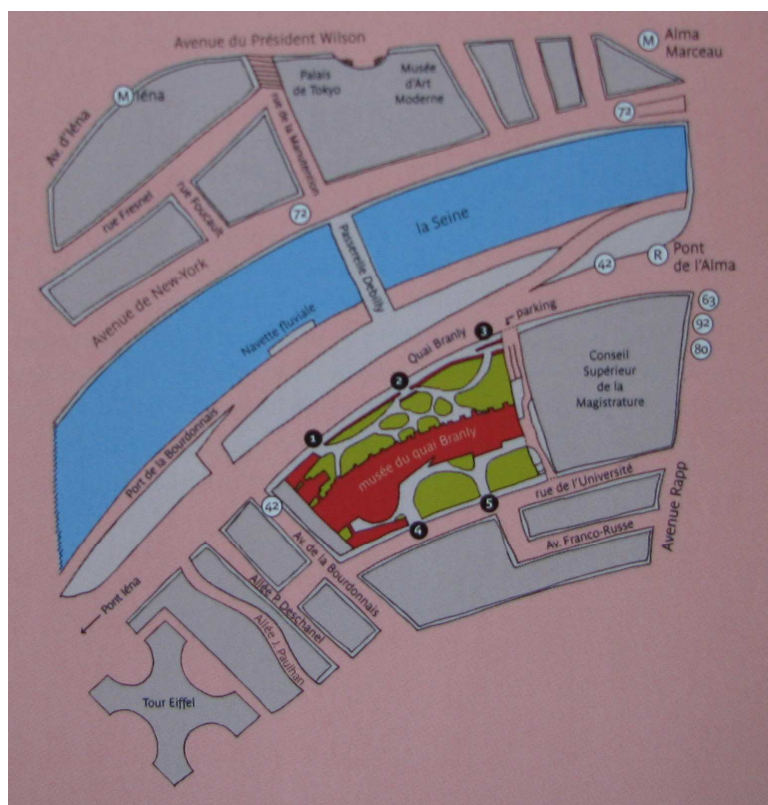 Avenue du Président Wilson
M
Alma
Marceau
Palais
de Tokyo
Musée
d'Art
Moderne
M
Iéna
Av. d'Iéna
rue de la Manutention
72
rue Fresnel
rue Foucault
72
la Seine
Passerelle Debilly
Avenue de New-York
42
R
Pont
de l'Alma
Navette fluviale
Quai Branly
3
parking
63
92
80
Conseil
Supérieur
de la
Magistrature
2
1
musée du quai Branly
Port de la Bourdonnais
42
4
5
rue de l'Université
Av. Franco-Russe
Avenue Rapp
Av de la Bourdonnais
Allée P. Deschanel
Allée J. Paulhan
Pont Iéna
Tour Eiffel